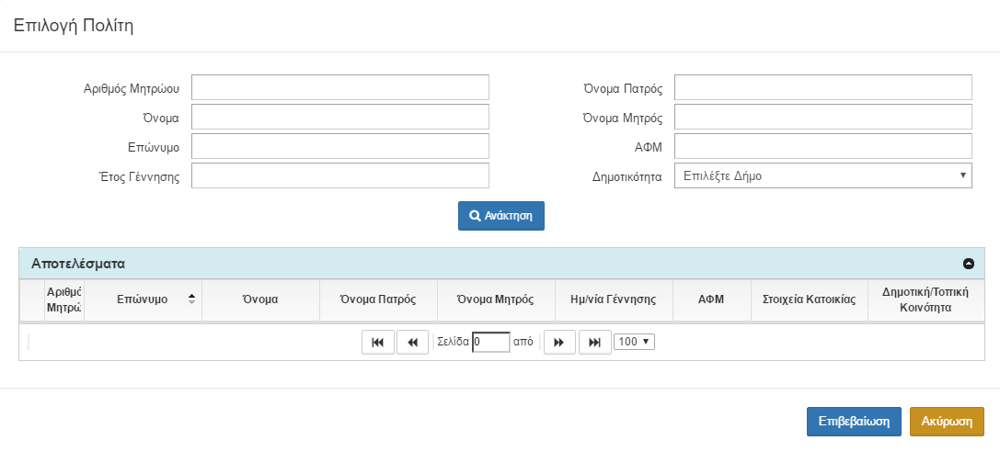 Επιλογή Πολίτη
Αριθμός Μητρώου
Όνομα Πατρός
Όνομα
Όνομα Μητρός
Επώνυμο
ΑΦΜ
Έτος Γέννησης
Δημοτικότητα
Επιλέξτε Δήμο
Ανάκτηση
Αποτελέσματα
Αριθμό
Μητρώ
Επώνυμο
Όνομα
Όνομα Πατρός
Όνομα Μητρός
Ημ/νία Γέννησης
ΑΦΜ
Στοιχεία Κατοικίας
Δημοτική/Τοπική
Κοινότητα
Σελίδα 0 από
100
Επιβεβαίωση
Ακύρωση